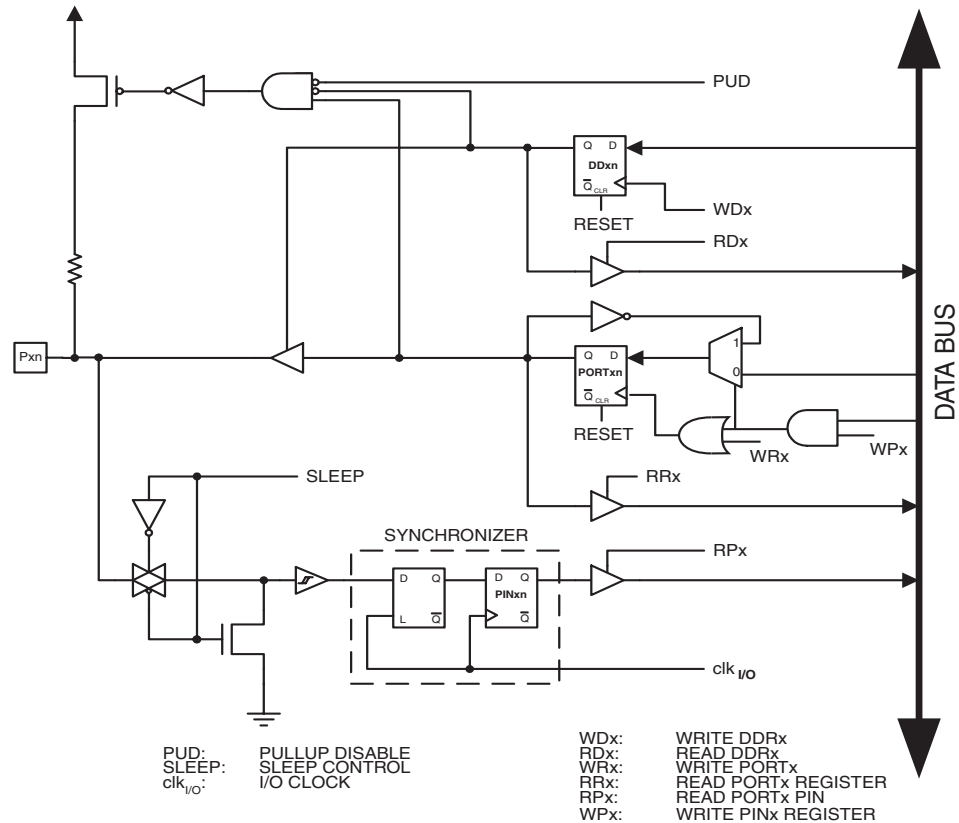 PUD
Q D
DDxn
Q CLR
WDx
RESET
RDx
Pxn
1
Q D
PORTxn
0
Q CLR
RESET
WRx
WPx
DATA BUS
SLEEP
RRx
SYNCHRONIZER
RPx
D Q
D Q
PINxn
L Q
Q
clk I/O
PUD: PULLUP DISABLE
SLEEP: SLEEP CONTROL
clkI/O: I/O CLOCK
WDx: WRITE DDRx
RDx: READ DDRx
WRx: WRITE PORTx
RRx: READ PORTx REGISTER
RPx: READ PORTx PIN
WPx: WRITE PINx REGISTER